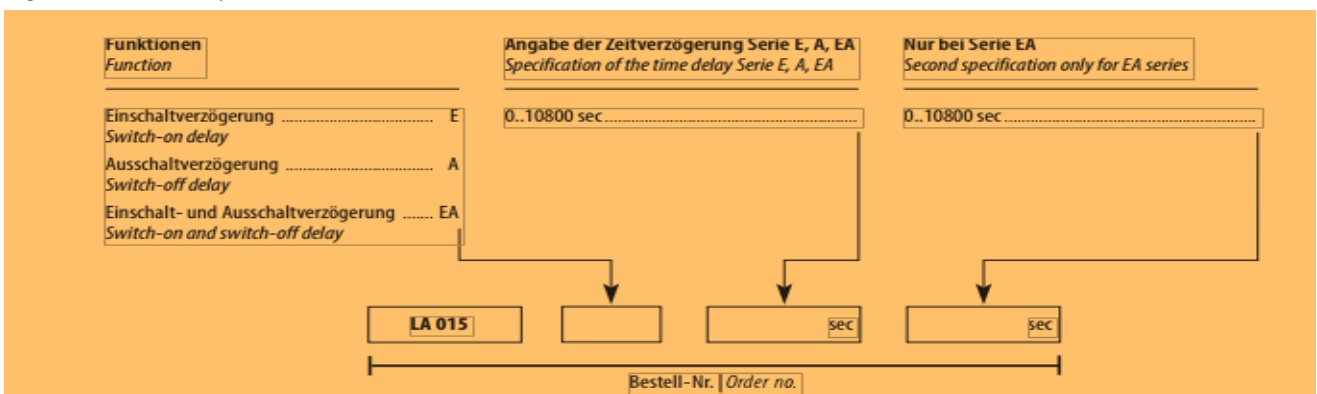 Funktionen
Function
Angabe der Zeitverzögerung Serie E, A, EA
Specification of the time delay Serie E, A, EA
Nur bei Serie EA
Second specification only for EA series
Einschaltverzögerung ........ E
Switch-on delay
Ausschaltverzögerung ........ A
Switch-off delay
Einschalt- und Ausschaltverzögerung ....... EA
Switch-on and switch-off delay
0..10800 sec
0..10800 sec
LA 015
sec
sec
Bestell-Nr. | Order no.